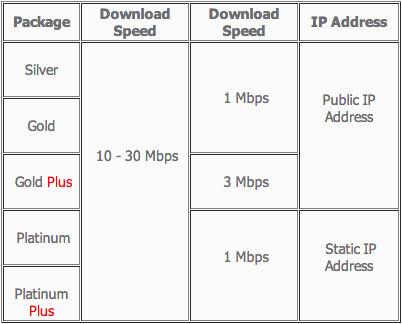 Package
Download
Speed
Download
Speed
IP Address
Silver
Gold
Gold Plus
Platinum
Platinum
Plus
10 - 30 Mbps
1 Mbps
3 Mbps
1 Mbps
Public IP
Address
Static IP
Address